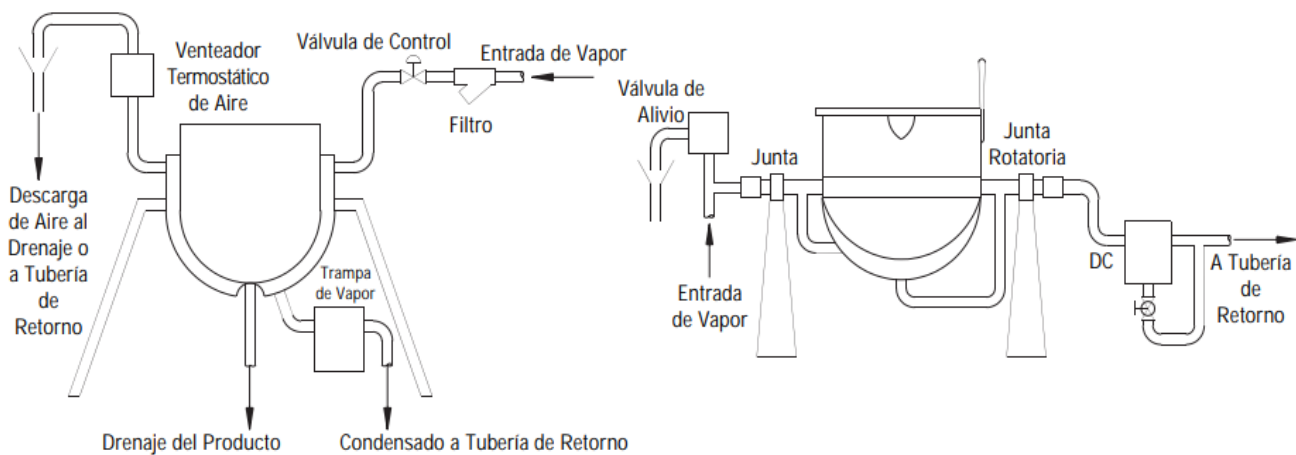 Venteador
Termostático
de Aire
Válvula de Control
Entrada de Vapor
Filtro
Descarga
de Aire al
Drenaje o
a Tubería
de
Retorno
Trampa
de Vapor
Drenaje del Producto
Condensado a Tubería de Retorno
Válvula de
Alivio
Junta
Junta
Rotatoria
Entrada
de Vapor
DC
A Tubería
de
Retorno